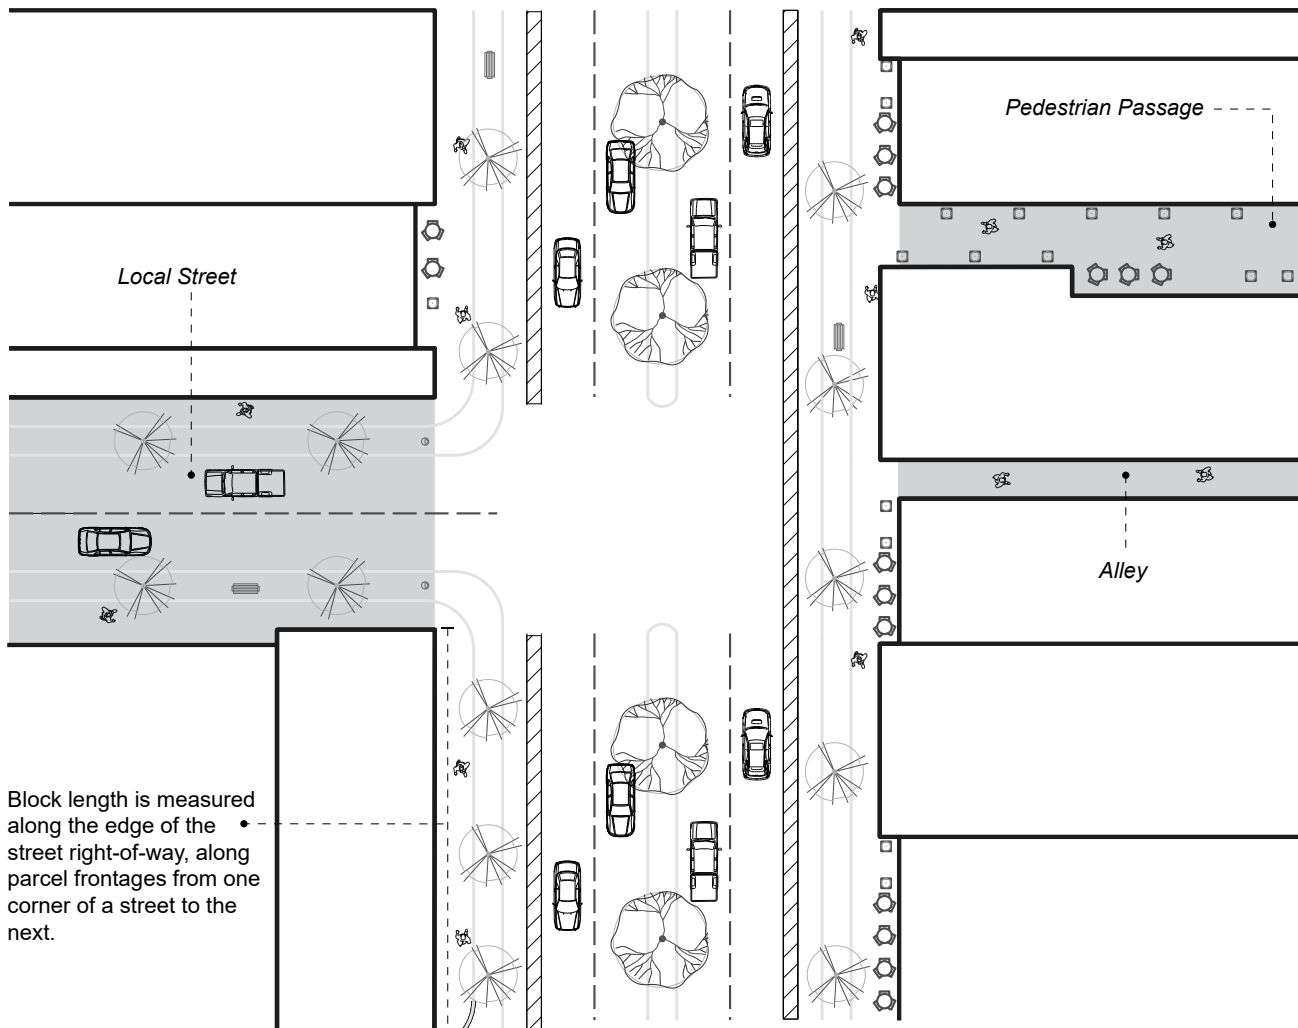 Pedestrian Passage
Local Street
Alley
Block length is measured
along the edge of the
street right-of-way, along
parcel frontages from one
corner of a street to the
next.